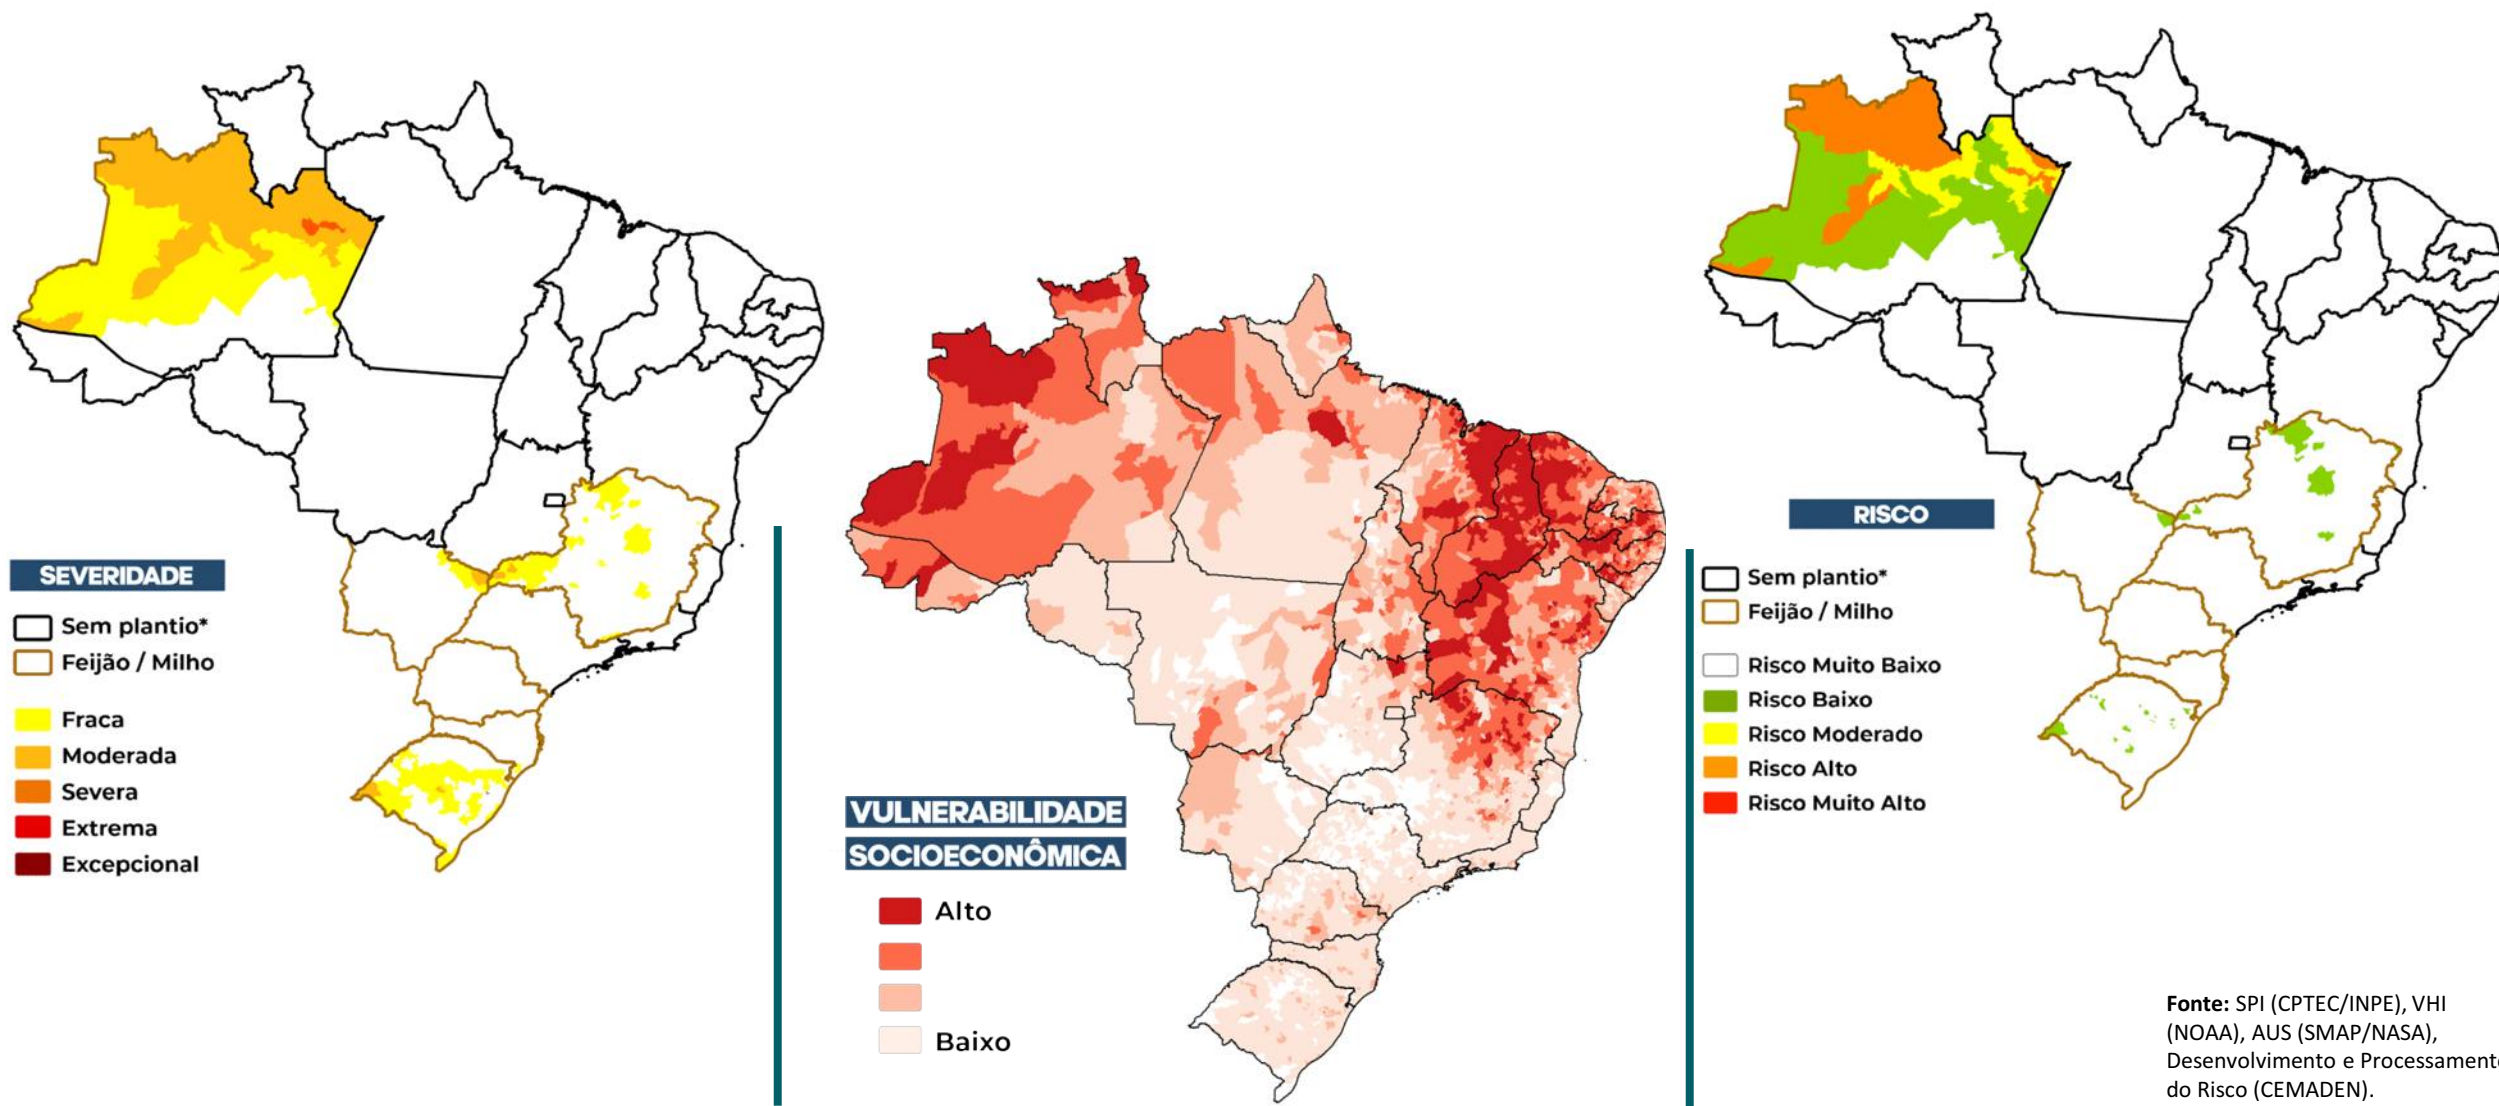 SEVERIDADE
Sem plantio*
Feijão / Milho
Fraca
Moderada
Severa
Extrema
Excepcional
VULNERABILIDADE
SOCIOECONÔMICA
Alto
Baixo
RISCO
Sem plantio*
Feijão / Milho
Risco Muito Baixo
Risco Baixo
Risco Moderado
Risco Alto
Risco Muito Alto
Fonte: SPI (CPTEC/INPE), VHI
(NOAA), AUS (SMAP/NASA),
Desenvolvimento e Processamento
do Risco (CEMADEN).